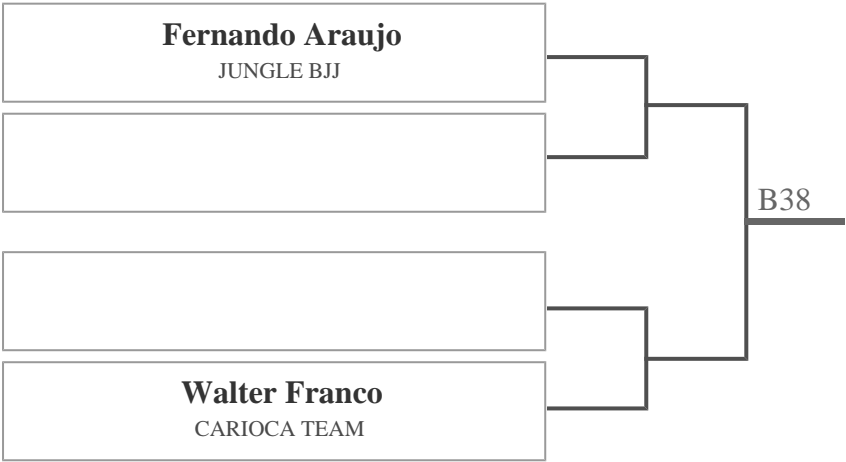 Fernando Araujo
JUNGLE BJJ
B38
Walter Franco
CARIOCA TEAM